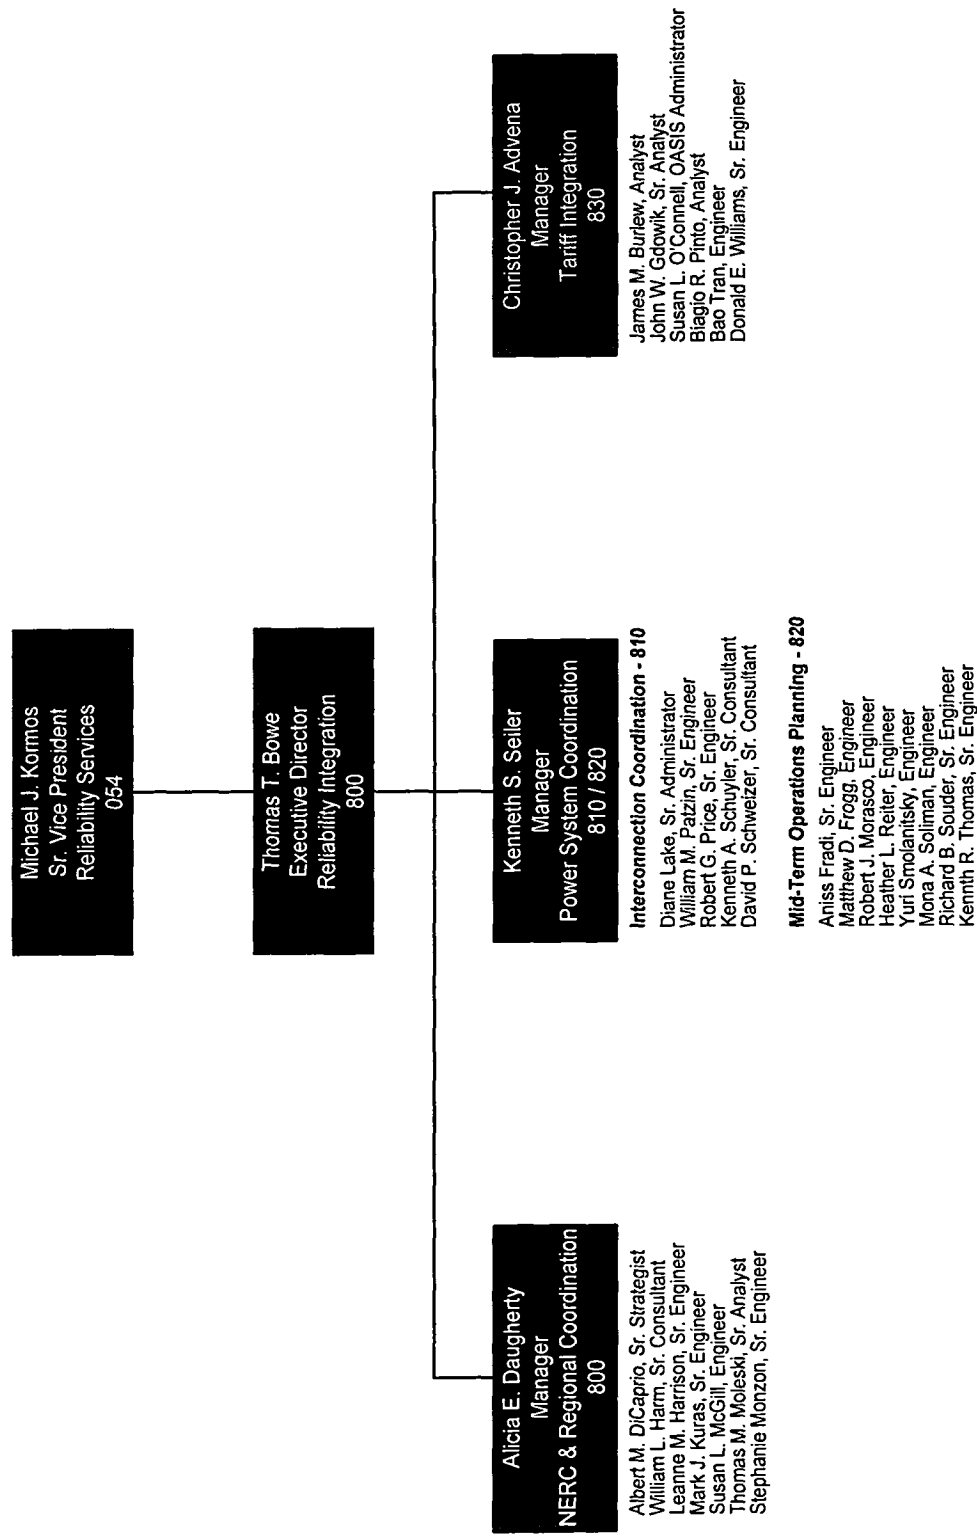 Michael J. Kormos
Sr. Vice President
Reliability Services
054
Thomas T. Bowe
Executive Director
Reliability Integration
800
Alicia E. Daugherty
Manager
NERC & Regional Coordination
800
Albert M. DiCaprio, Sr. Strategist
William L. Harm, Sr. Consultant
Leanne M. Harrison, Sr. Engineer
Mark J. Kuras, Sr. Engineer
Susan L. McGill, Engineer
Thomas M. Moleski, Sr. Analyst
Stephanie Monzon, Sr. Engineer
Kenneth S. Seiler
Manager
Power System Coordination
810 / 820
Interconnection Coordination - 810
Diane Lake, Sr. Administrator
William M. Patzin, Sr. Engineer
Robert G. Price, Sr. Engineer
Kenneth A. Schuyler, Sr. Consultant
David P. Schweizer, Sr. Consultant
Mid-Term Operations Planning - 820
Aniss Fradi, Sr. Engineer
Matthew D. Frogg, Engineer
Robert J. Morasco, Engineer
Heather L. Reiter, Engineer
Yuri Smolanitsky, Engineer
Mona A. Soliman, Engineer
Richard B. Souder, Sr. Engineer
Kennth R. Thomas, Sr. Engineer
Christopher J. Advena
Manager
Tariff Integration
830
James M. Burlew, Analyst
John W. Gdowik, Sr. Analyst
Susan L. O'Connell, OASIS Administrator
Biagio R. Pinto, Analyst
Bao Tran, Engineer
Donald E. Williams, Sr. Engineer